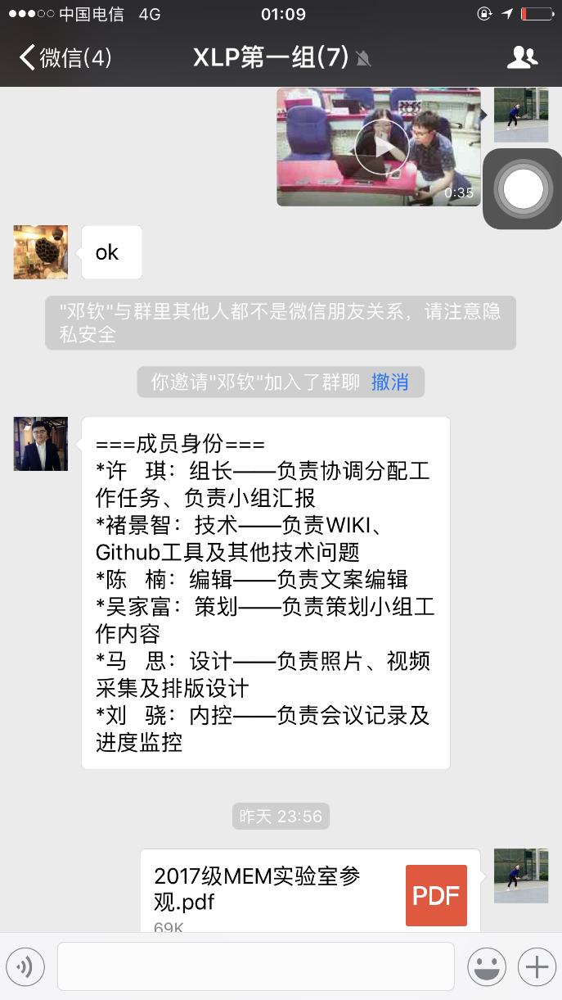 中国电信 4G 01:09
微信(4) XLP第一组(7)
0:35
ok
"邓钦"与群里其他人都不是微信朋友关系，请注意隐
私安全
你邀请"邓钦"加入了群聊 撤消
===成员身份===
*许 琪：组长——负责协调分配工
作任务、负责小组汇报
*褚景智：技术——负责WIKI、
Github工具及其他技术问题
*陈 楠：编辑——负责文案编辑
*吴家富：策划——负责策划小组工
作内容
*马 思：设计——负责照片、视频
采集及排版设计
*刘 骁：内控——负责会议记录及
进度监控
昨天 23:56
2017级MEM实验室参
观.pdf
PDF
69K